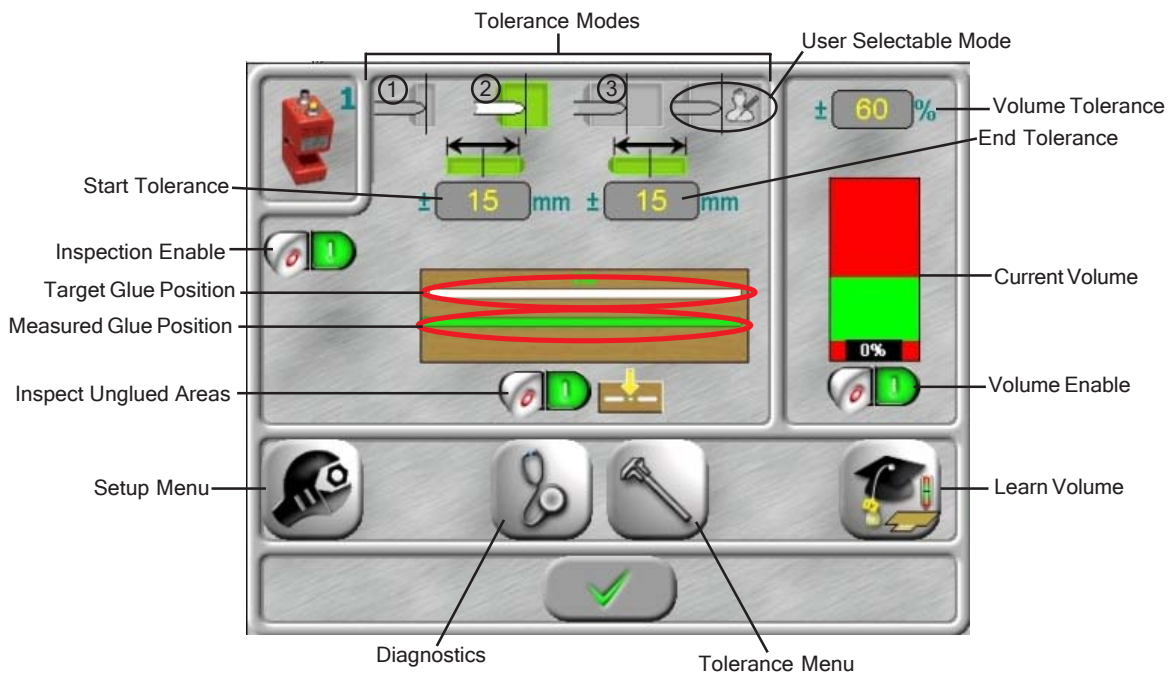 Tolerance Modes
User Selectable Mode
1
1
2
3
± 60 %
Volume Tolerance
End Tolerance
Start Tolerance
± 15 mm
± 15 mm
Inspection Enable
Target Glue Position
Current Volume
Measured Glue Position
0%
Inspect Unglued Areas
Volume Enable
Setup Menu
Learn Volume
Diagnostics
Tolerance Menu